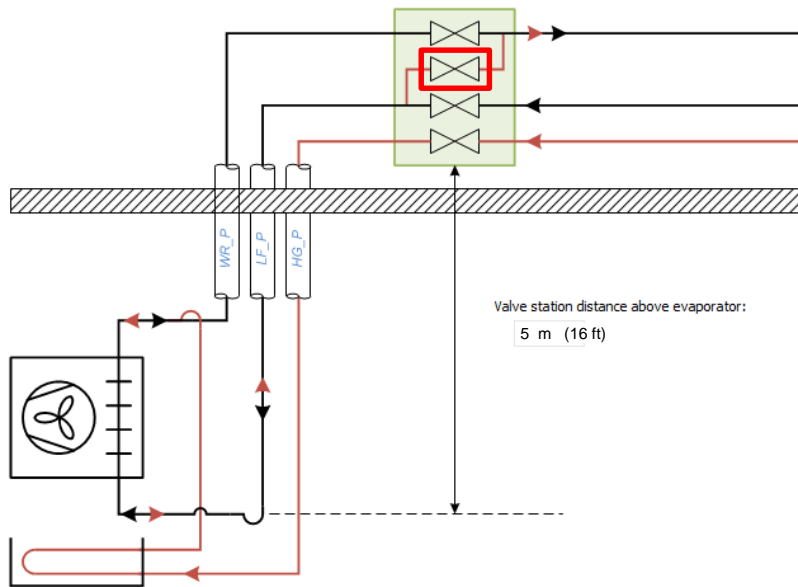 WR_P
LF_P
HG_P
Valve station distance above evaporator:
5 m (16 ft)